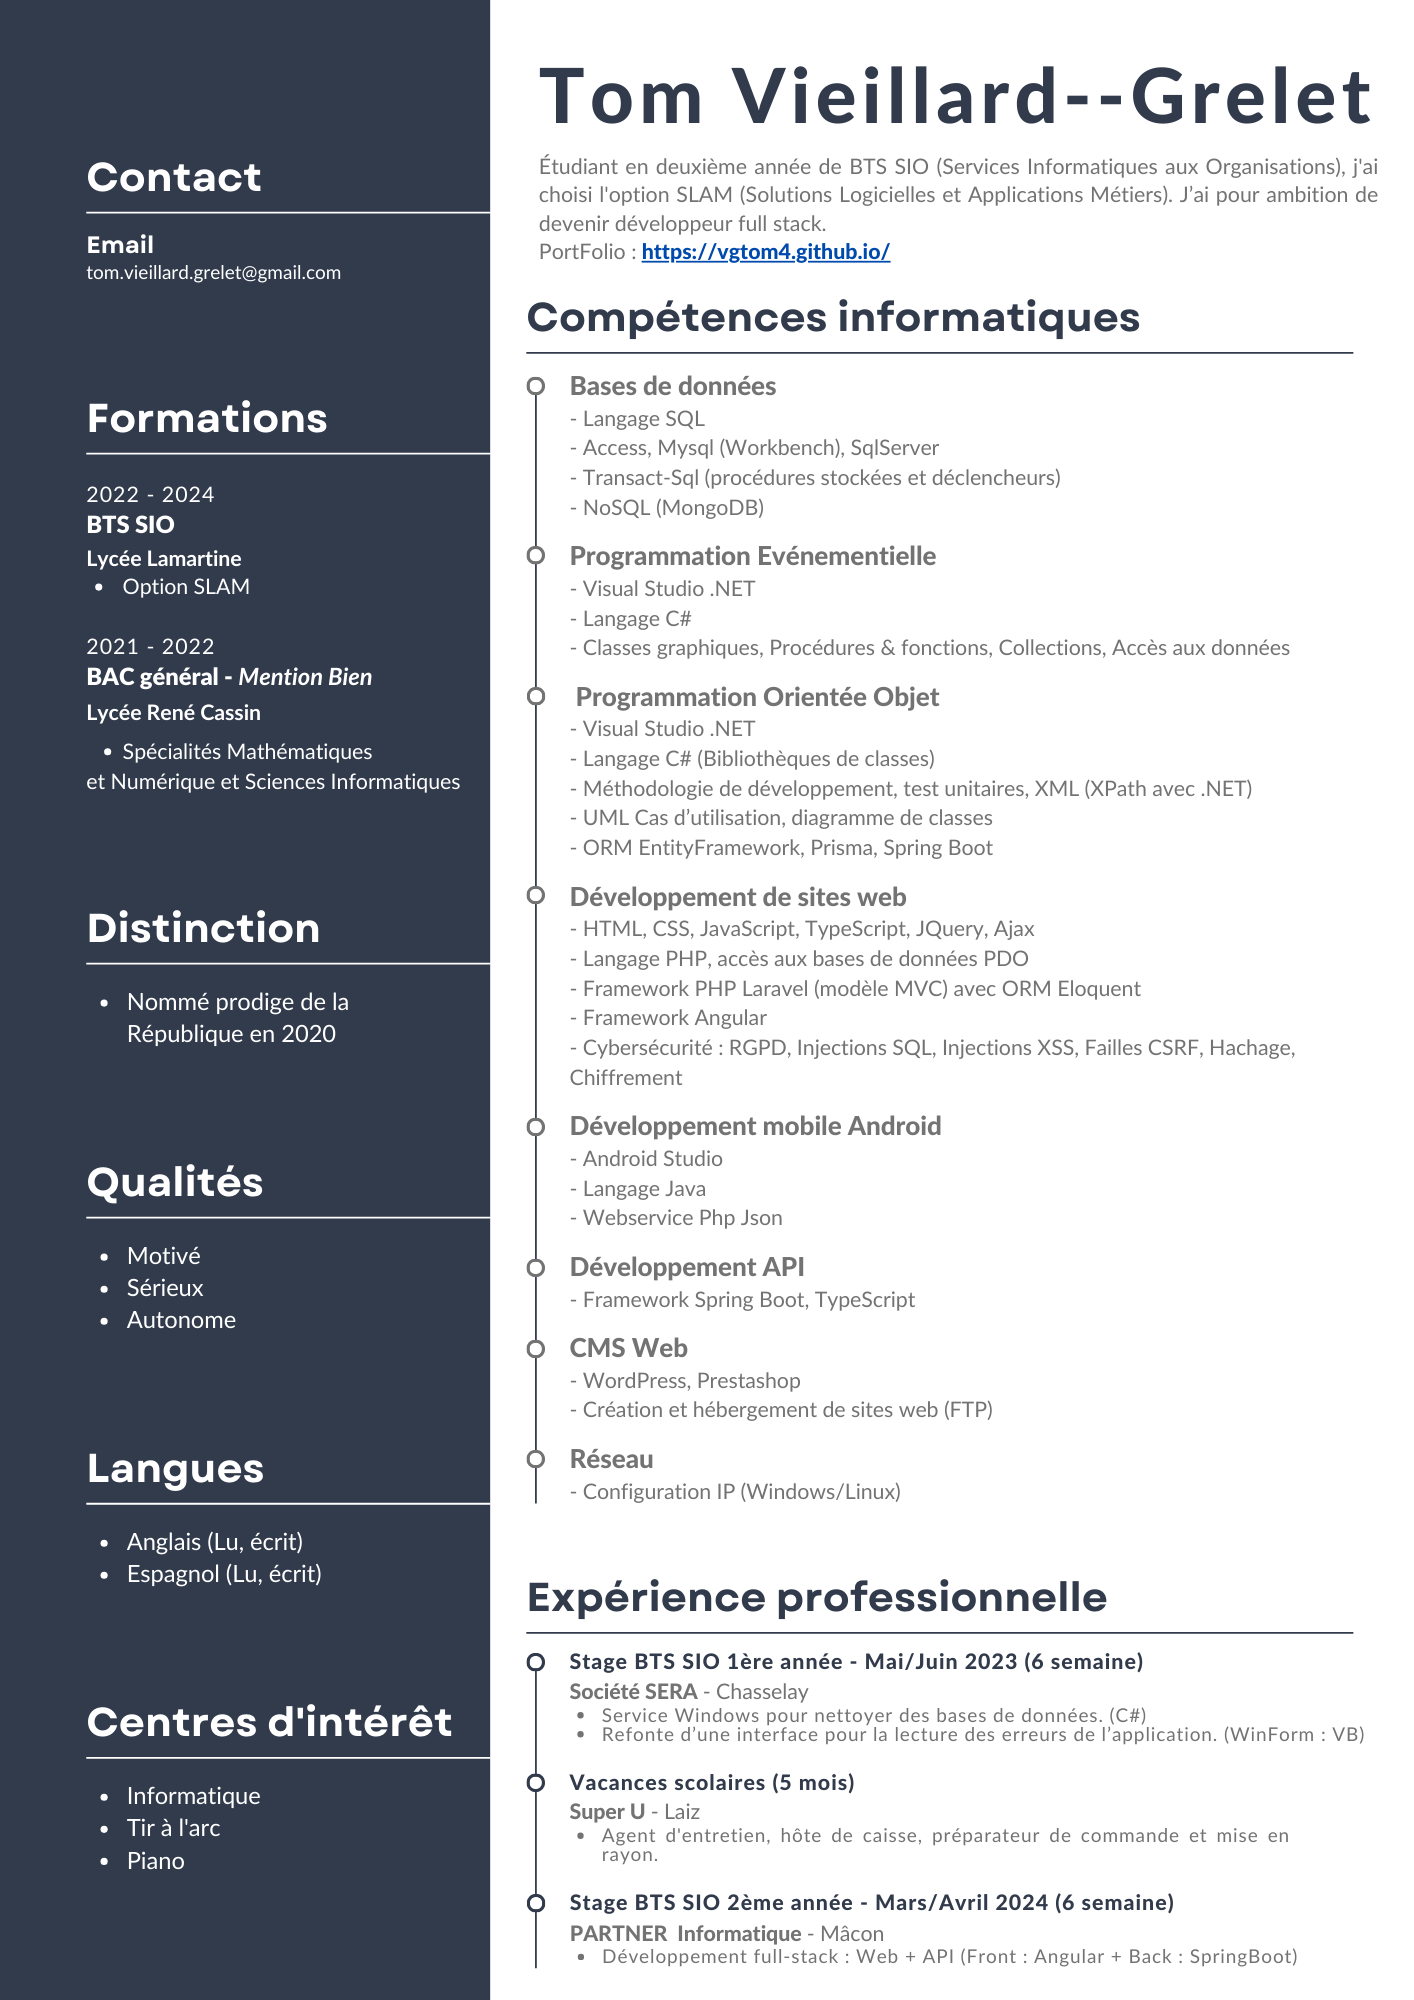 Contact
Email
tom.vieillard.grelet@gmail.com
Formations
2022 - 2024
BTS SIO
Lycée Lamartine
• Option SLAM
2021 - 2022
BAC général - Mention Bien
Lycée René Cassin
• Spécialités Mathématiques
et Numérique et Sciences Informatiques
Distinction
• Nommé prodige de la
République en 2020
Qualités
• Motivé
• Sérieux
• Autonome
Langues
• Anglais (Lu, écrit)
• Espagnol (Lu, écrit)
Centres d'intérêt
• Informatique
• Tir à l'arc
• Piano
Tom Vieillard--Grelet
Étudiant en deuxième année de BTS SIO (Services Informatiques aux Organisations), j'ai
choisi l'option SLAM (Solutions Logicielles et Applications Métiers). J’ai pour ambition de
devenir développeur full stack.
PortFolio : https://vgtom4.github.io/
Compétences informatiques
Bases de données
- Langage SQL
- Access, Mysql (Workbench), SqlServer
- Transact-Sql (procédures stockées et déclencheurs)
- NoSQL (MongoDB)
Programmation Evénementielle
- Visual Studio .NET
- Langage C#
- Classes graphiques, Procédures & fonctions, Collections, Accès aux données
Programmation Orientée Objet
- Visual Studio .NET
- Langage C# (Bibliothèques de classes)
- Méthodologie de développement, test unitaires, XML (XPath avec .NET)
- UML Cas d’utilisation, diagramme de classes
- ORM EntityFramework, Prisma, Spring Boot
Développement de sites web
- HTML, CSS, JavaScript, TypeScript, JQuery, Ajax
- Langage PHP, accès aux bases de données PDO
- Framework PHP Laravel (modèle MVC) avec ORM Eloquent
- Framework Angular
- Cybersécurité : RGPD, Injections SQL, Injections XSS, Failles CSRF, Hachage,
Chiffrement
Développement mobile Android
- Android Studio
- Langage Java
- Webservice Php Json
Développement API
- Framework Spring Boot, TypeScript
CMS Web
- WordPress, Prestashop
- Création et hébergement de sites web (FTP)
Réseau
- Configuration IP (Windows/Linux)
Expérience professionnelle
Stage BTS SIO 1ère année - Mai/Juin 2023 (6 semaine)
Société SERA - Chasselay
• Service Windows pour nettoyer des bases de données. (C#)
• Refonte d’une interface pour la lecture des erreurs de l’application. (WinForm : VB)
Vacances scolaires (5 mois)
Super U - Laiz
• Agent d'entretien, hôte de caisse, préparateur de commande et mise en
rayon.
Stage BTS SIO 2ème année - Mars/Avril 2024 (6 semaine)
PARTNER Informatique - Mâcon
• Développement full-stack : Web + API (Front : Angular + Back : SpringBoot)